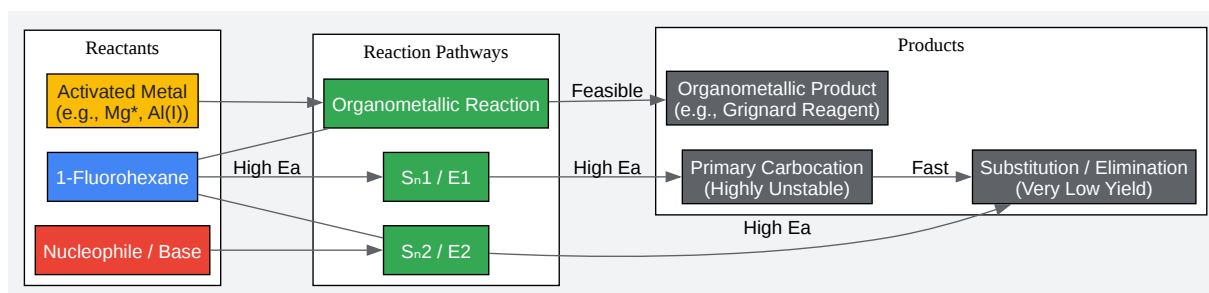 Reactants
Reaction Pathways
Products
Activated Metal
(e.g., Mg*, Al(I))
Organometallic Reaction
Feasible
Organometallic Product
(e.g., Grignard Reagent)
1-Fluorohexane
High Ea
Sₙ1 / E1
High Ea
Primary Carbocation
(Highly Unstable)
Fast
Substitution / Elimination
(Very Low Yield)
Nucleophile / Base
Sₙ2 / E2
High Ea